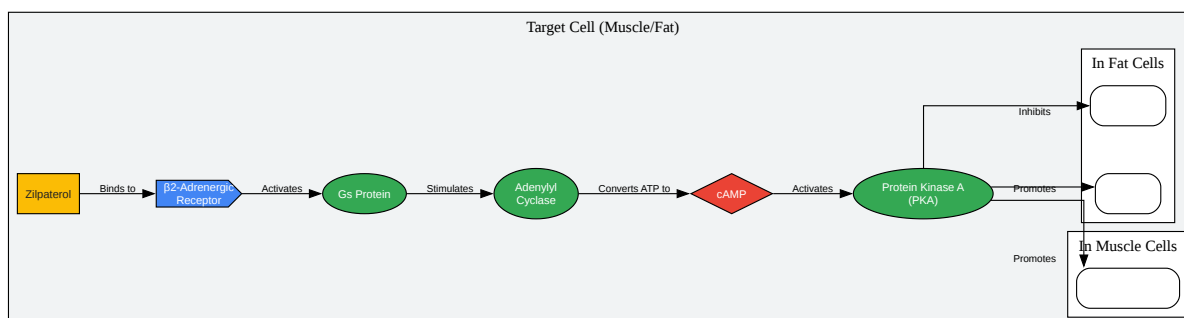 Target Cell (Muscle/Fat)
In Fat Cells
Inhibits
Zilpaterol
Binds to
β2-Adrenergic
Receptor
Activates
Gs Protein
Stimulates
Adenylyl
Cyclase
Converts ATP to
cAMP
Activates
Protein Kinase A
(PKA)
Promotes
In Muscle Cells
Promotes